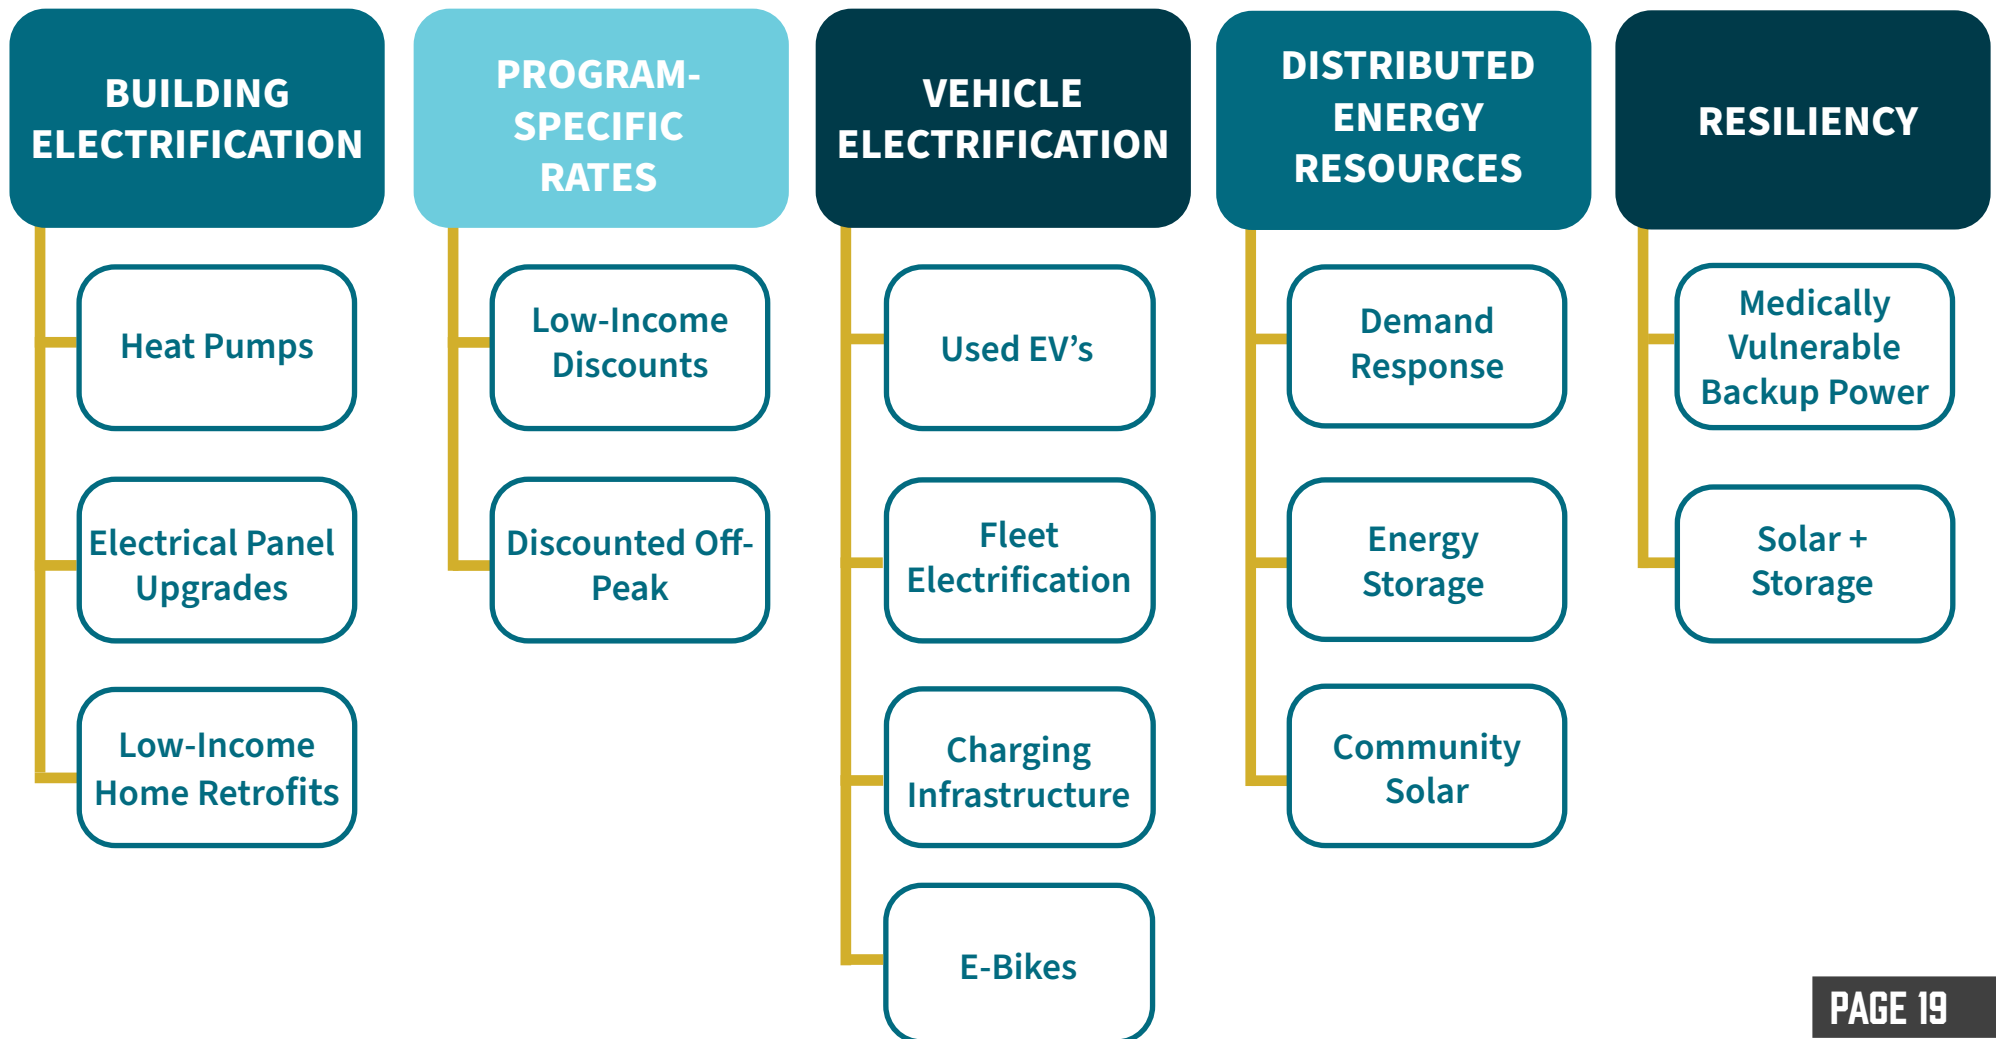 BUILDING
ELECTRIFICATION
Heat Pumps
Electrical Panel
Upgrades
Low-Income
Home Retrofits
PROGRAM-
SPECIFIC
RATES
Low-Income
Discounts
Discounted Off-
Peak
VEHICLE
ELECTRIFICATION
Used EV’s
Fleet
Electrification
Charging
Infrastructure
E-Bikes
DISTRIBUTED
ENERGY
RESOURCES
Demand
Response
Energy
Storage
Community
Solar
RESILIENCY
Medically
Vulnerable
Backup Power
Solar +
Storage
PAGE 19